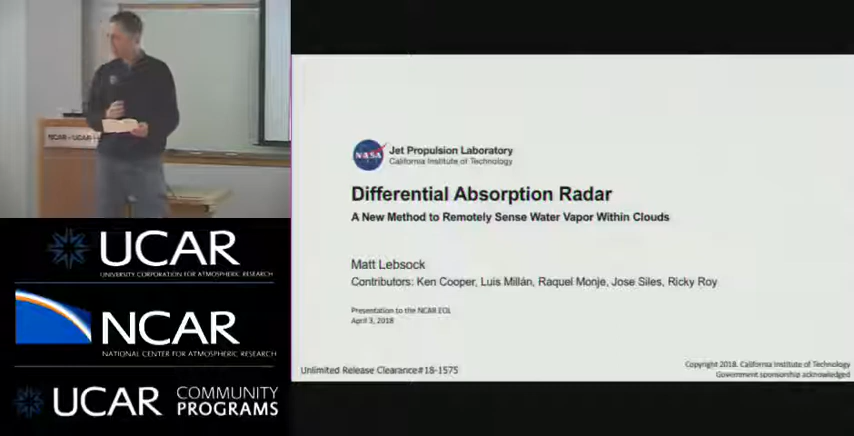 NCAR
UCAR
UNIVERSITY CORPORATION FOR ATMOSPHERIC RESEARCH
NCAR
NATIONAL CENTER FOR ATMOSPHERIC RESEARCH
UCAR COMMUNITY
PROGRAMS
NASA
Jet Propulsion Laboratory
California Institute of Technology
Differential Absorption Radar
A New Method to Remotely Sense Water Vapor Within Clouds
Matt Lebsock
Contributors: Ken Cooper, Luis Millán, Raquel Monje, Jose Siles, Ricky Roy
Presentation to the NCAR EOL
April 3, 2018
Unlimited Release Clearance#18-1575
Copyright 2018. California Institute of Technology
Government sponsorship acknowledged